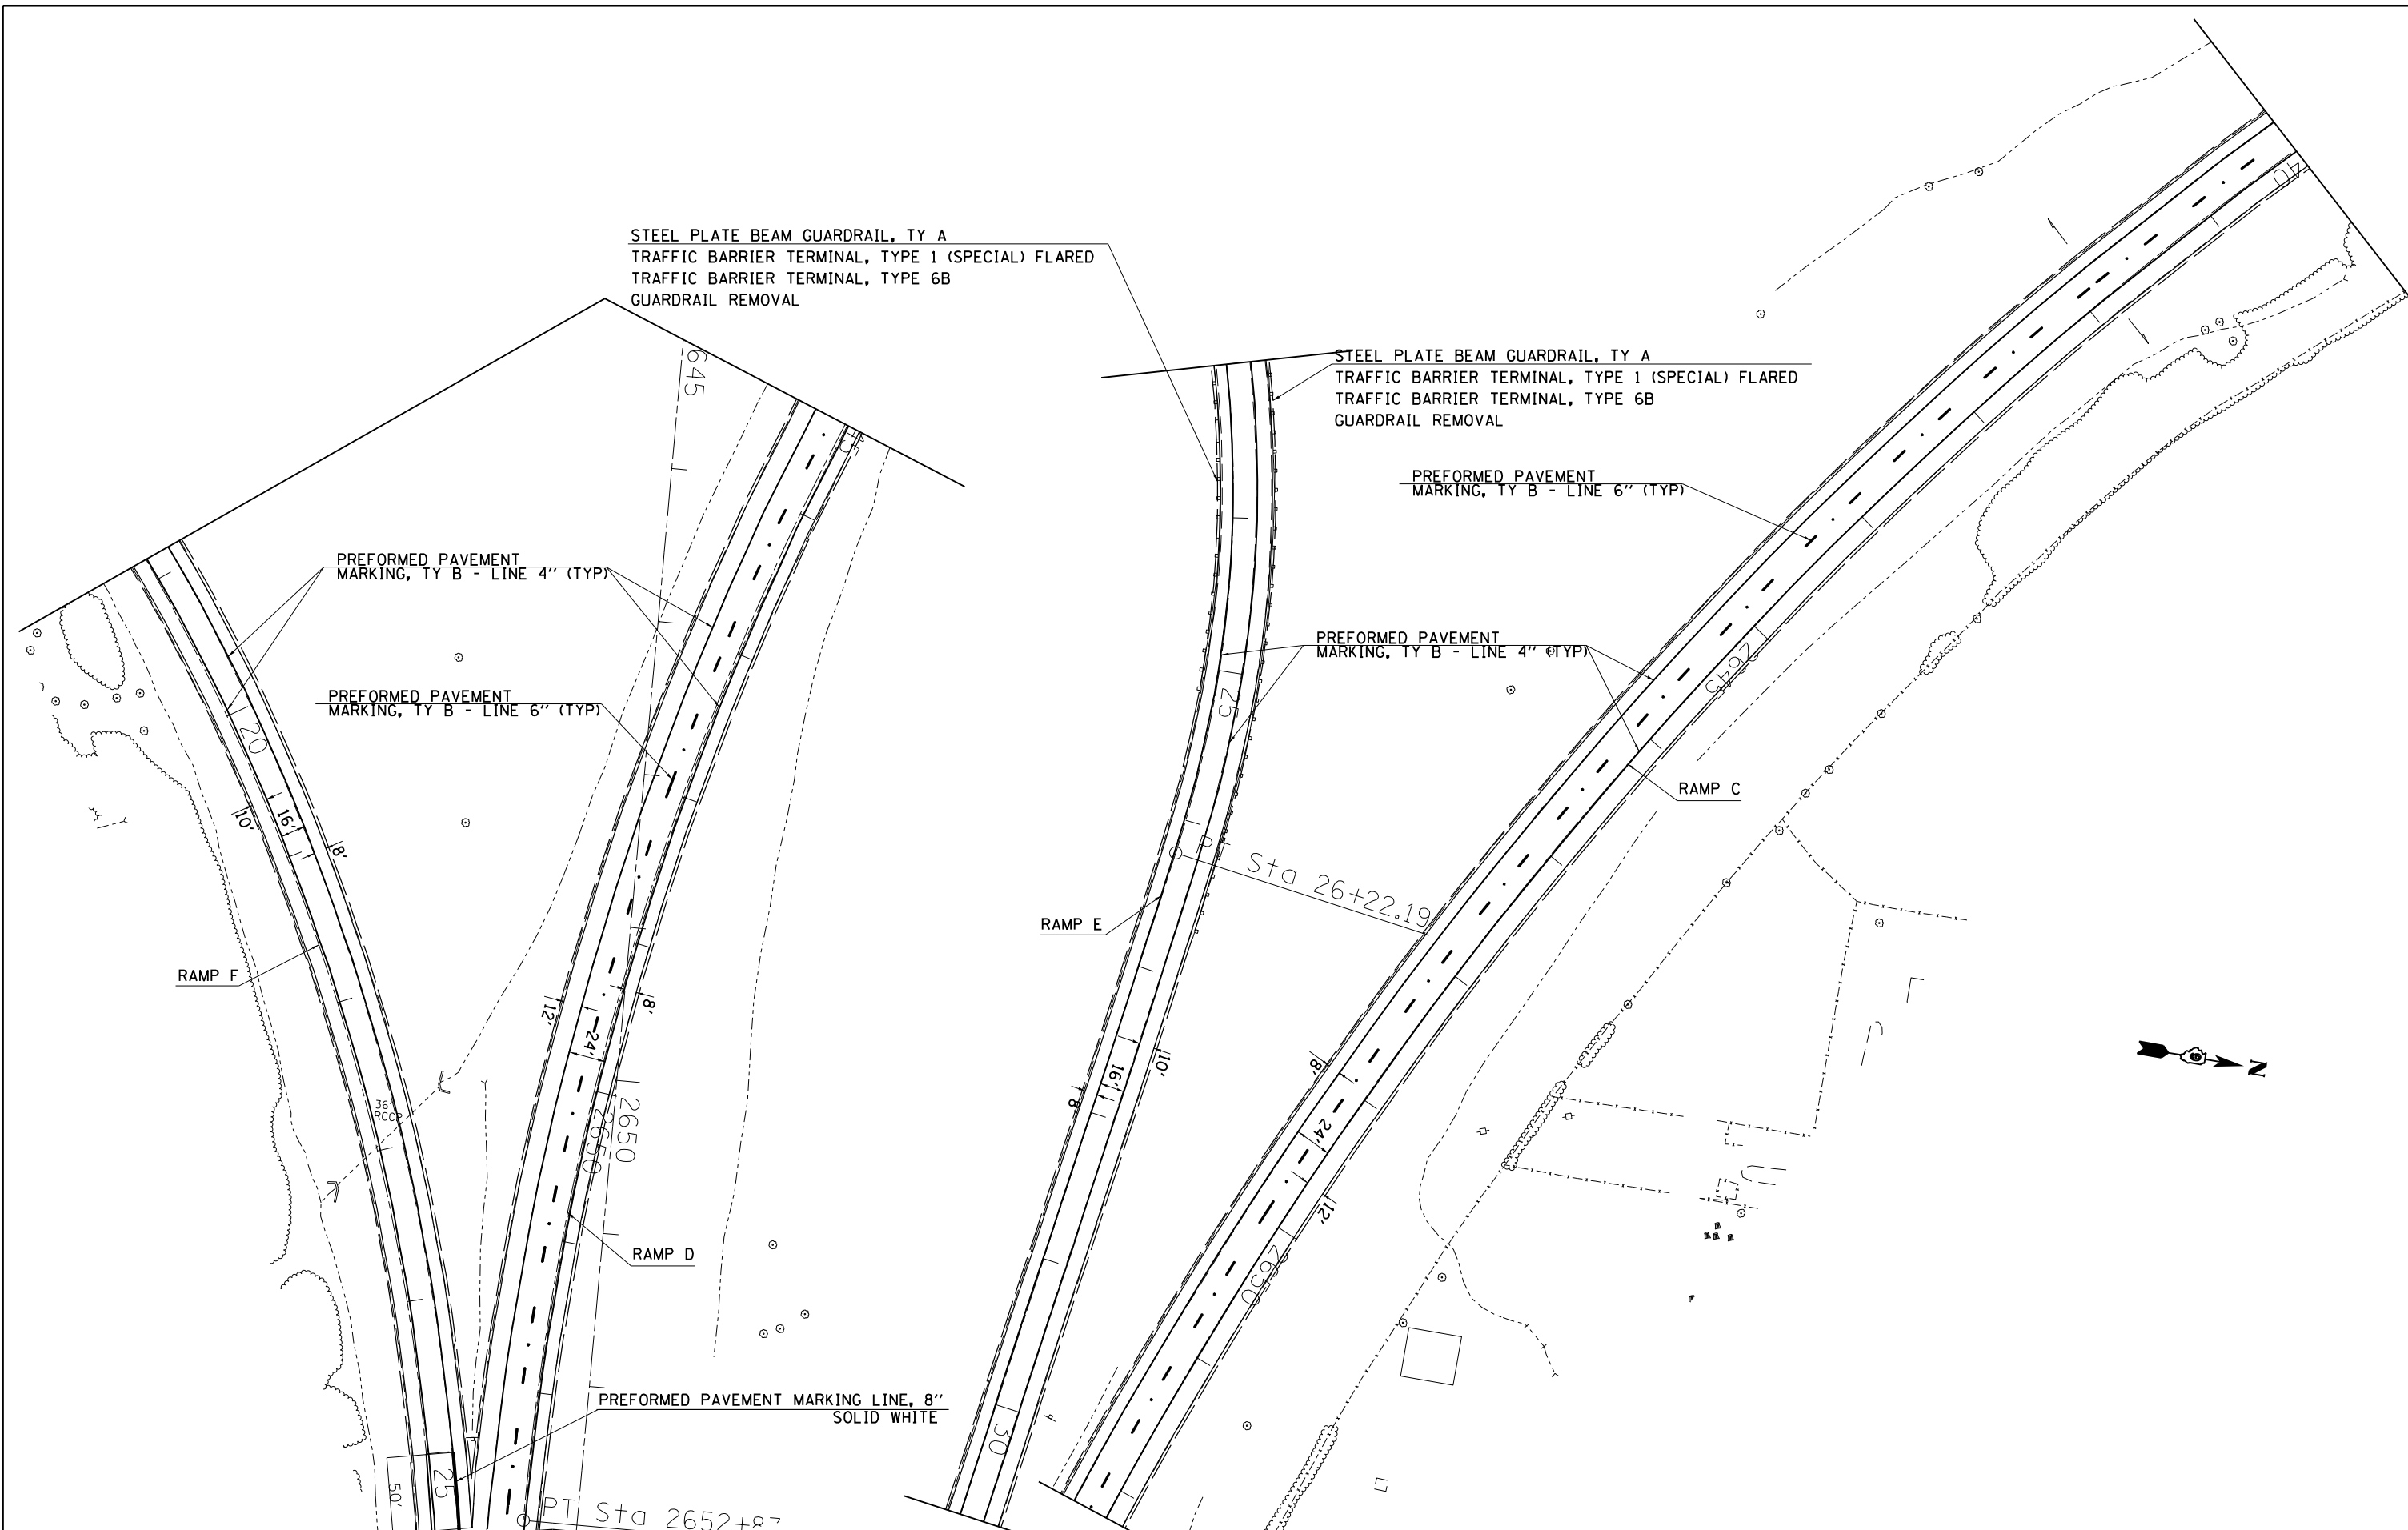 STEEL PLATE BEAM GUARDRAIL, TY A
TRAFFIC BARRIER TERMINAL, TYPE 1 (SPECIAL) FLARED
TRAFFIC BARRIER TERMINAL, TYPE 6B
GUARDRAIL REMOVAL
STEEL PLATE BEAM GUARDRAIL, TY A
TRAFFIC BARRIER TERMINAL, TYPE 1 (SPECIAL) FLARED
TRAFFIC BARRIER TERMINAL, TYPE 6B
GUARDRAIL REMOVAL
40
645
PREFORMED PAVEMENT
MARKING, TY B - LINE 6'' (TYP)
PREFORMED PAVEMENT
MARKING, TY B - LINE 4'' (TYP)
PREFORMED PAVEMENT
MARKING, TY B - LINE 4'' (TYP)
PREFORMED PAVEMENT
MARKING, TY B - LINE 6'' (TYP)
20
25
2645
10'
16'
8'
RAMP C
Sta 26+22.19
RAMP E
RAMP F
12'
24'
8'
36"
2650
2650
8'
16'
10'
8'
24'
12'
2650
N
RAMP D
PREFORMED PAVEMENT MARKING LINE, 8''
SOLID WHITE
30
25
50'
PT Sta 2652+87